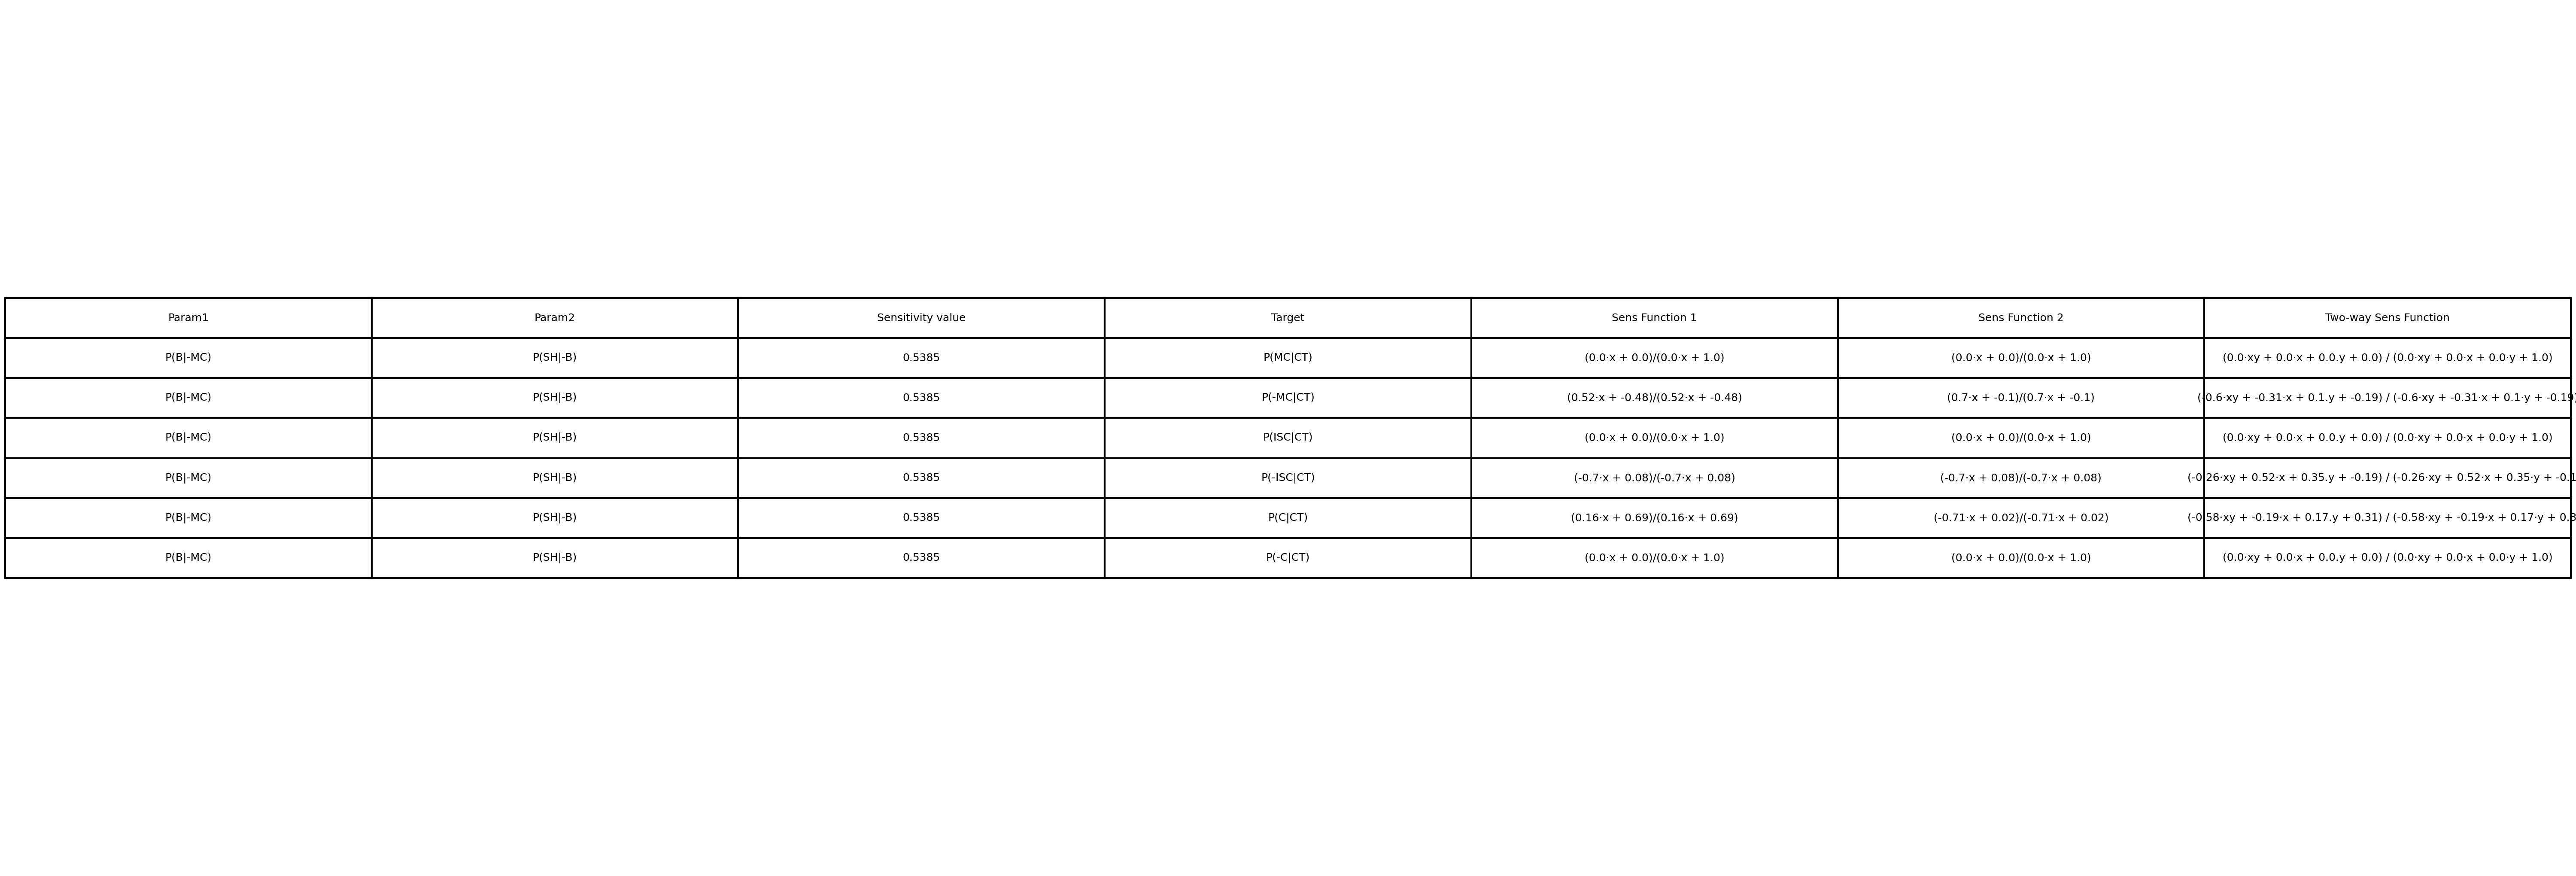 Param1 Param2 Sensitivity value Target Sens Function 1 Sens Function 2 Two-way Sens Function
P(B|-MC) P(SH|-B) 0.5385 P(MC|CT) (0.0·x + 0.0)/(0.0·x + 1.0) (0.0·x + 0.0)/(0.0·x + 1.0) (0.0·xy + 0.0·x + 0.0.y + 0.0) / (0.0·xy + 0.0·x + 0.0·y + 1.0)
P(B|-MC) P(SH|-B) 0.5385 P(-MC|CT) (0.52·x + -0.48)/(0.52·x + -0.48) (0.7·x + -0.1)/(0.7·x + -0.1) (-0.6·xy + -0.31·x + 0.1.y + -0.19) / (-0.6·xy + -0.31·x + 0.1·y + -0.19)
P(B|-MC) P(SH|-B) 0.5385 P(ISC|CT) (0.0·x + 0.0)/(0.0·x + 1.0) (0.0·x + 0.0)/(0.0·x + 1.0) (0.0·xy + 0.0·x + 0.0.y + 0.0) / (0.0·xy + 0.0·x + 0.0·y + 1.0)
P(B|-MC) P(SH|-B) 0.5385 P(-ISC|CT) (-0.7·x + 0.08)/(-0.7·x + 0.08) (-0.7·x + 0.08)/(-0.7·x + 0.08) (-0.26·xy + 0.52·x + 0.35.y + -0.19) / (-0.26·xy + 0.52·x + 0.35·y + -0.1
P(B|-MC) P(SH|-B) 0.5385 P(C|CT) (0.16·x + 0.69)/(0.16·x + 0.69) (-0.71·x + 0.02)/(-0.71·x + 0.02) (-0.58·xy + -0.19·x + 0.17.y + 0.31) / (-0.58·xy + -0.19·x + 0.17·y + 0.3
P(B|-MC) P(SH|-B) 0.5385 P(-C|CT) (0.0·x + 0.0)/(0.0·x + 1.0) (0.0·x + 0.0)/(0.0·x + 1.0) (0.0·xy + 0.0·x + 0.0.y + 0.0) / (0.0·xy + 0.0·x + 0.0·y + 1.0)